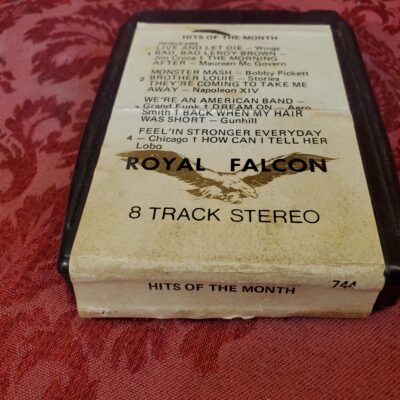 HITS OF THE MONTH
PROGRAMS
LIVE AND LET DIE – Wings
BAD, BAD LEROY BROWN –
Jim Croce † THE MORNING
AFTER – Maureen Mc Govern
MONSTER MASH – Bobby Pickett
2 BROTHER LOUIE – Stories
THEY'RE COMING TO TAKE ME
AWAY – Napoleon XIV
WE'RE AN AMERICAN BAND –
Grand Funk † DREAM ON – Aero
Smith † BACK WHEN MY HAIR
WAS SHORT – Gunhill
FEEL'IN STRONGER EVERYDAY
4 – Chicago † HOW CAN I TELL HER
Lobo
ROYAL FALCON
8 TRACK STEREO
HITS OF THE MONTH 744